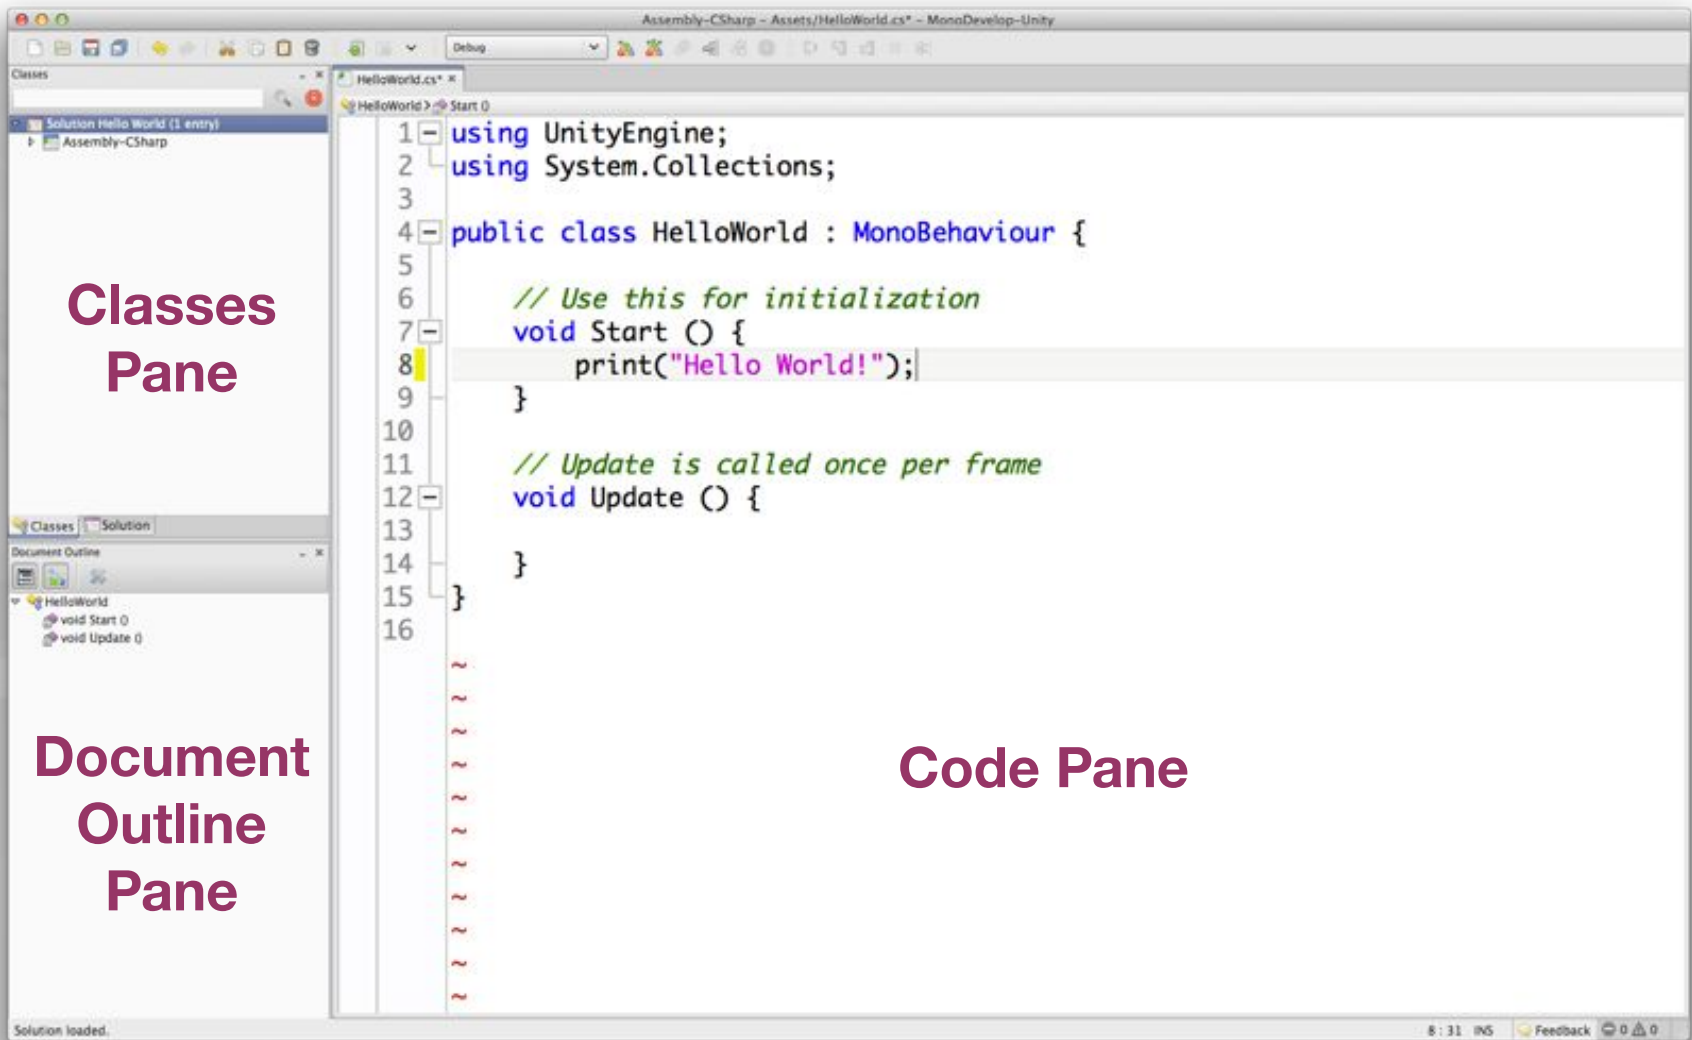 Assembly-CSharp – Assets/HelloWorld.cs* – MonoDevelop-Unity
Debug
Classes
HelloWorld.cs*
HelloWorld > Start ()
Solution Hello World (1 entry)
Assembly-CSharp
1 using UnityEngine;
2 using System.Collections;
3
4 public class HelloWorld : MonoBehaviour {
5
6 // Use this for initialization
7 void Start () {
8 print("Hello World!");
9 }
10
11 // Update is called once per frame
12 void Update () {
13
14 }
15 }
16
~
~
~
~
~
~
~
~
~
~
~
Classes
Pane
Classes
Solution
Document Outline
HelloWorld
void Start ()
void Update ()
Document
Outline
Pane
Code Pane
Solution loaded.
8 : 31 INS Feedback 0 0